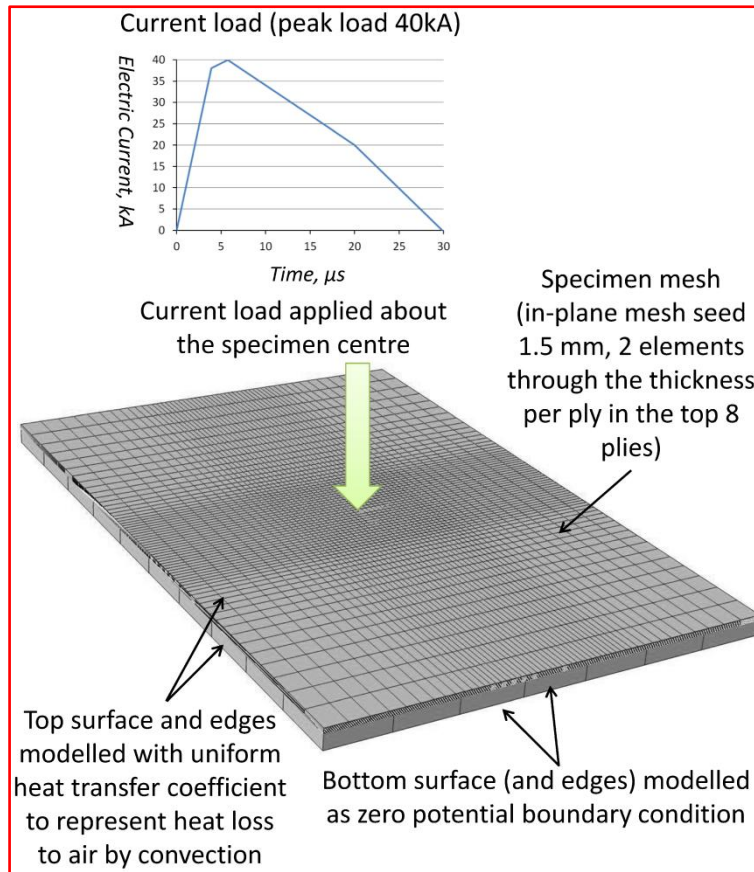 Current load (peak load 40kA)
Electric Current, kA
40
35
30
25
20
15
10
5
0
0 5 10 15 20 25 30
Time, µs
Current load applied about
the specimen centre
Specimen mesh
(in-plane mesh seed
1.5 mm, 2 elements
through the thickness
per ply in the top 8
plies)
Top surface and edges
modelled with uniform
heat transfer coefficient
to represent heat loss
to air by convection
Bottom surface (and edges) modelled
as zero potential boundary condition